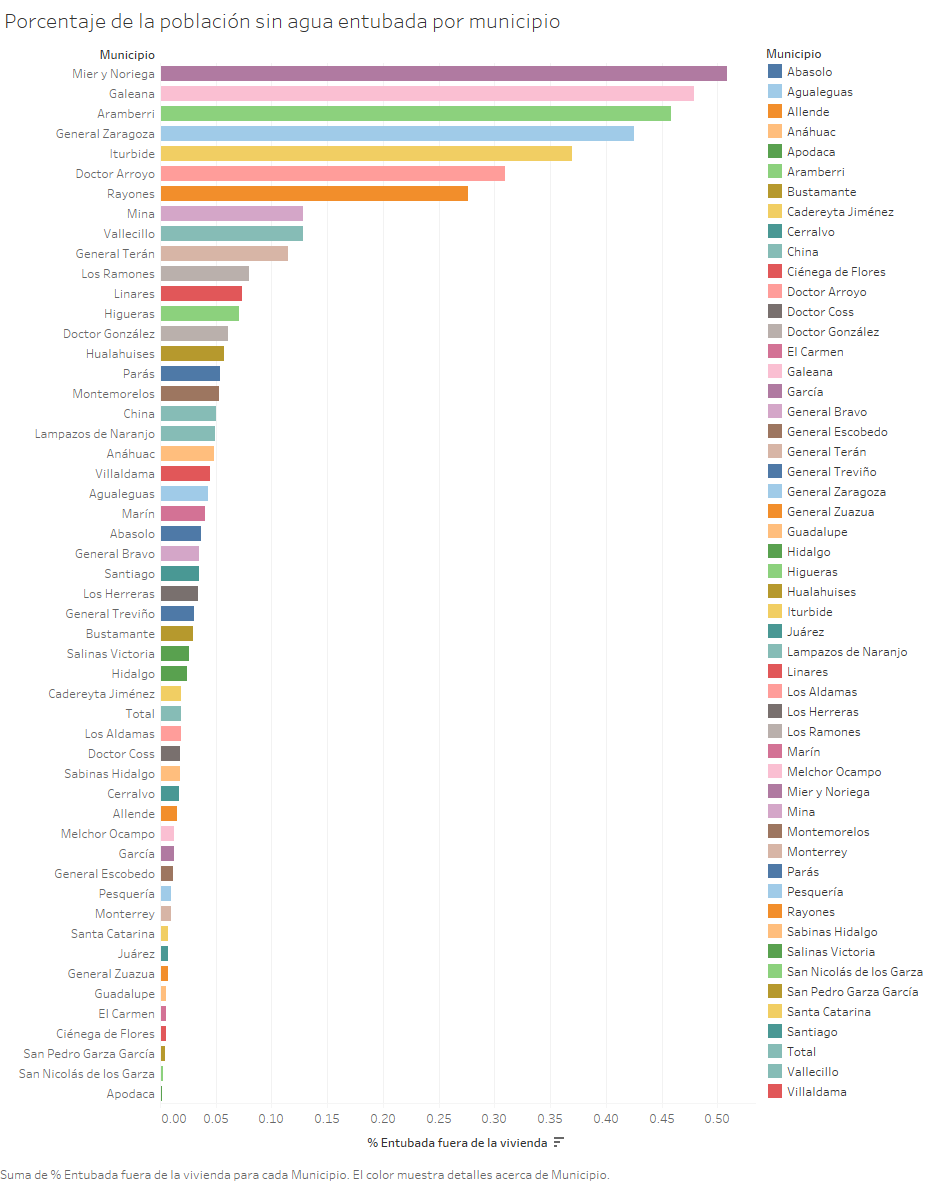 Porcentaje de la población sin agua entubada por municipio
Municipio
Mier y Noriega
Galeana
Aramberri
General Zaragoza
Iturbide
Doctor Arroyo
Rayones
Mina
Vallecillo
General Terán
Los Ramones
Linares
Higueras
Doctor González
Hualahuises
Parás
Montemorelos
China
Lampazos de Naranjo
Anáhuac
Villaldama
Agualeguas
Marín
Abasolo
General Bravo
Santiago
Los Herreras
General Treviño
Bustamante
Salinas Victoria
Hidalgo
Cadereyta Jiménez
Total
Los Aldamas
Doctor Coss
Sabinas Hidalgo
Cerralvo
Allende
Melchor Ocampo
García
General Escobedo
Pesquería
Monterrey
Santa Catarina
Juárez
General Zuazua
Guadalupe
El Carmen
Ciénega de Flores
San Pedro Garza García
San Nicolás de los Garza
Apodaca
0.00 0.05 0.10 0.15 0.20 0.25 0.30 0.35 0.40 0.45 0.50
% Entubada fuera de la vivienda
Municipio
Abasolo
Agualeguas
Allende
Anáhuac
Apodaca
Aramberri
Bustamante
Cadereyta Jiménez
Cerralvo
China
Ciénega de Flores
Doctor Arroyo
Doctor Coss
Doctor González
El Carmen
Galeana
García
General Bravo
General Escobedo
General Terán
General Treviño
General Zaragoza
General Zuazua
Guadalupe
Hidalgo
Higueras
Hualahuises
Iturbide
Juárez
Lampazos de Naranjo
Linares
Los Aldamas
Los Herreras
Los Ramones
Marín
Melchor Ocampo
Mier y Noriega
Mina
Montemorelos
Monterrey
Parás
Pesquería
Rayones
Sabinas Hidalgo
Salinas Victoria
San Nicolás de los Garza
San Pedro Garza García
Santa Catarina
Santiago
Total
Vallecillo
Villaldama
Suma de % Entubada fuera de la vivienda para cada Municipio. El color muestra detalles acerca de Municipio.